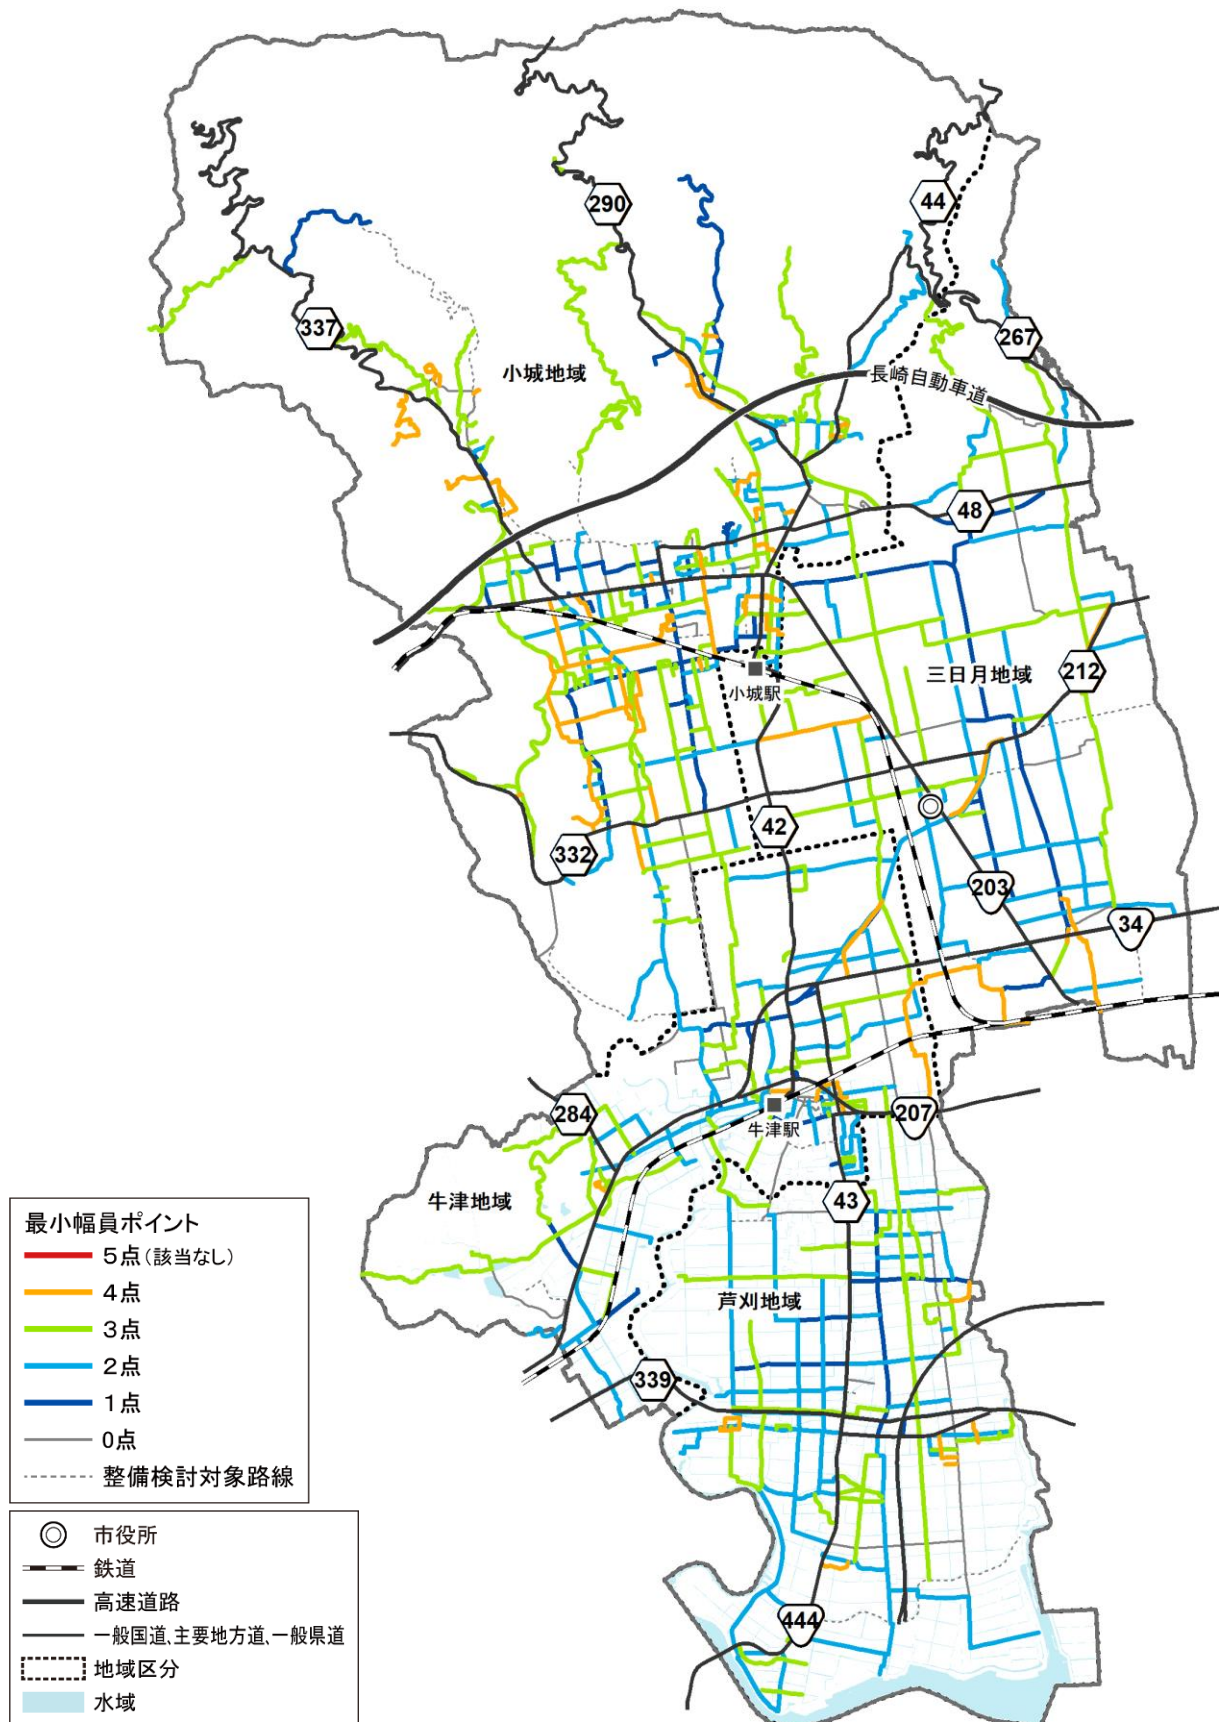 290
44
337
267
小城地域
長崎自動車道
48
三日月地域
212
小城駅
42
332
203
34
284
牛津駅
207
牛津地域
43
芦刈地域
339
444
最小幅員ポイント
5点(該当なし)
4点
3点
2点
1点
0点
整備検討対象路線
市役所
鉄道
高速道路
一般国道、主要地方道、一般県道
地域区分
水域